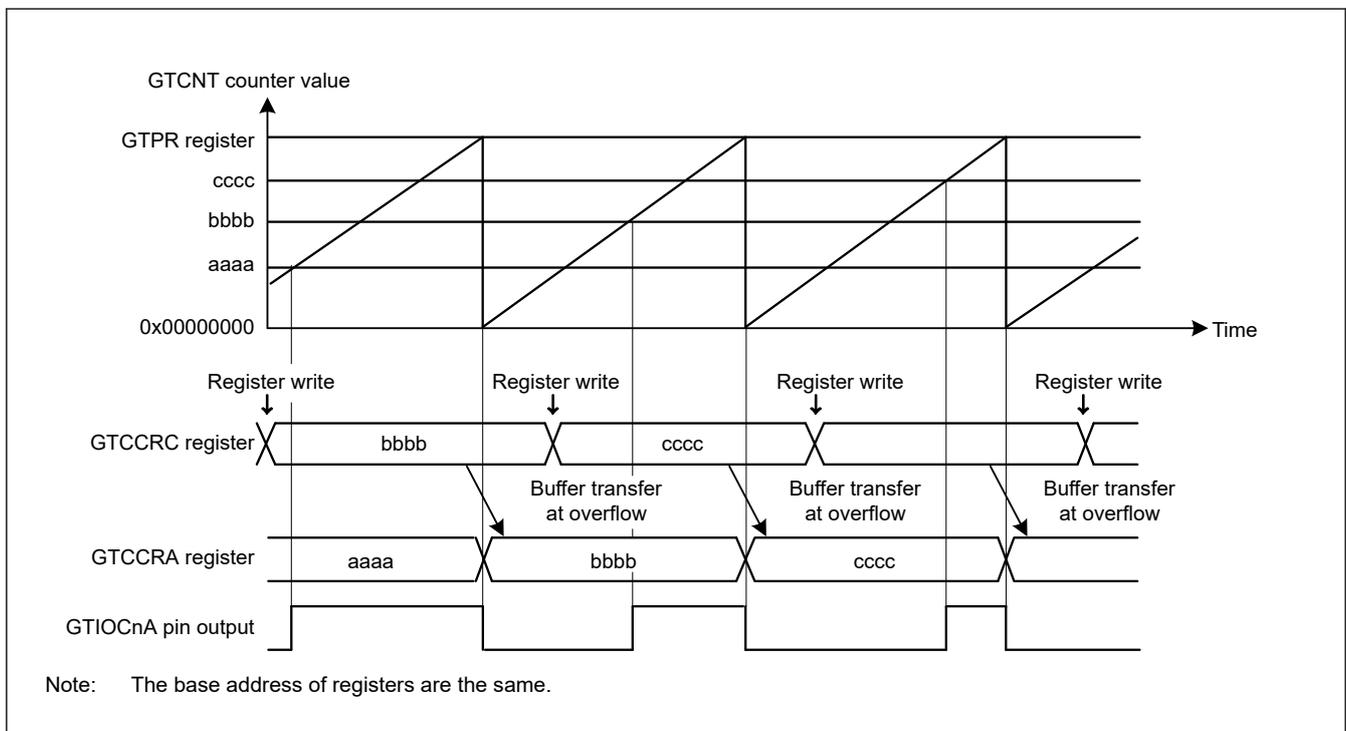 GTCNT counter value
GTPR register
cccc
bbbb
aaaa
0x00000000
Time
Register write Register write Register write Register write
GTCCRC register bbbb cccc
Buffer transfer Buffer transfer Buffer transfer
at overflow at overflow at overflow
GTCCRA register aaaa bbbb cccc
GTIOCnA pin output
Note: The base address of registers are the same.